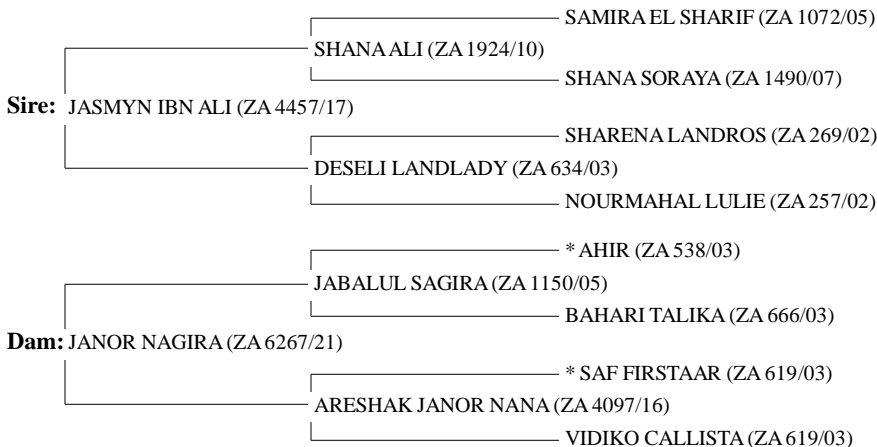 SAMIRA EL SHARIF (ZA 1072/05)
SHANA ALI (ZA 1924/10)
SHANA SORAYA (ZA 1490/07)
Sire: JASMYN IBN ALI (ZA 4457/17)
SHARENA LANDROS (ZA 269/02)
DESELI LANDLADY (ZA 634/03)
NOURMAHAL LULIE (ZA 257/02)
* AHIR (ZA 538/03)
JABALUL SAGIRA (ZA 1150/05)
BAHARI TALIKA (ZA 666/03)
Dam: JANOR NAGIRA (ZA 6267/21)
* SAF FIRSTAAR (ZA 619/03)
ARESHAK JANOR NANA (ZA 4097/16)
VIDIKO CALLISTA (ZA 619/03)